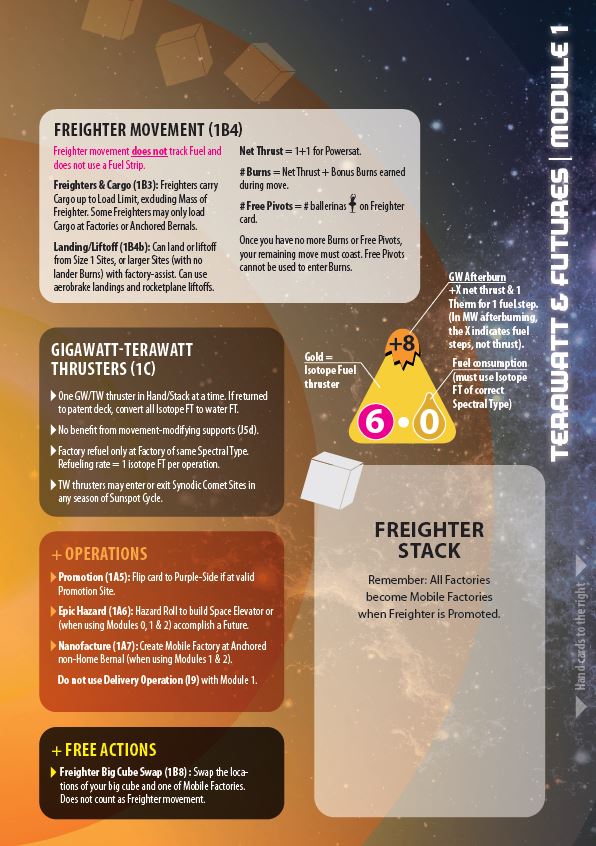 TERAWATT & FUTURES | MODULE 1
FREIGHTER MOVEMENT (1B4)
Freighter movement does not track Fuel and
does not use a Fuel Strip.
Freighters & Cargo (1B3): Freighters carry
Cargo up to Load Limit, excluding Mass of
Freighter. Some Freighters may only load
Cargo at Factories or Anchored Bernals.
Landing/Liftoff (1B4b): Can land or liftoff
from Size 1 Sites, or larger Sites (with no
lander Burns) with factory-assist. Can use
aerobrake landings and rocketplane liftoffs.
Net Thrust = 1+1 for Powersat.
# Burns = Net Thrust + Bonus Burns earned
during move.
# Free Pivots = # ballerinas on Freighter
card.
Once you have no more Burns or Free Pivots,
your remaining move must coast. Free Pivots
cannot be used to enter Burns.
GW Afterburn
+X net thrust & 1
Therm for 1 fuel step.
(In MW afterburning,
the X indicates fuel
steps, not thrust).
+8
Gold =
Isotope Fuel
thruster
Fuel consumption
(must use Isotope
FT of correct
Spectral Type)
6 • 0
GIGAWATT-TERAWATT
THRUSTERS (1C)
One GW/TW thruster in Hand/Stack at a time. If returned
to patent deck, convert all Isotope FT to water FT.
No benefit from movement-modifying supports (J5d).
Factory refuel only at Factory of same Spectral Type.
Refueling rate = 1 isotope FT per operation.
TW thrusters may enter or exit Synodic Comet Sites in
any season of Sunspot Cycle.
+ OPERATIONS
Promotion (1A5): Flip card to Purple-Side if at valid
Promotion Site.
Epic Hazard (1A6): Hazard Roll to build Space Elevator or
(when using Modules 0, 1 & 2) accomplish a Future.
Nanofacture (1A7): Create Mobile Factory at Anchored
non-Home Bernal (when using Modules 1 & 2).
Do not use Delivery Operation (I9) with Module 1.
+ FREE ACTIONS
Freighter Big Cube Swap (1B8) : Swap the loca-
tions of your big cube and one of Mobile Factories.
Does not count as Freighter movement.
FREIGHTER
STACK
Remember: All Factories
become Mobile Factories
when Freighter is Promoted.
Hand cards to the right